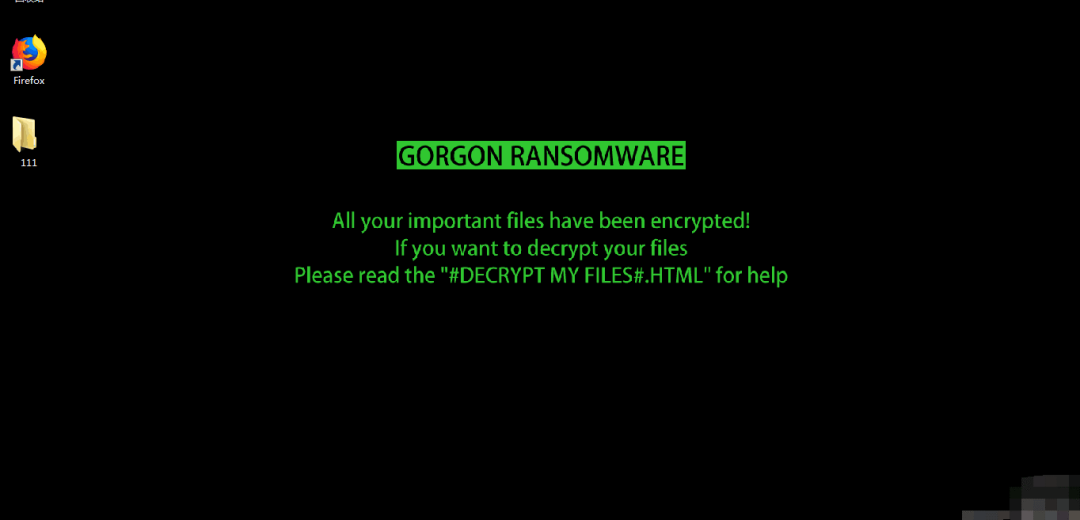 Firefox
111
GORGON RANSOMWARE
All your important files have been encrypted!
If you want to decrypt your files
Please read the "#DECRYPT MY FILES#.HTML" for help